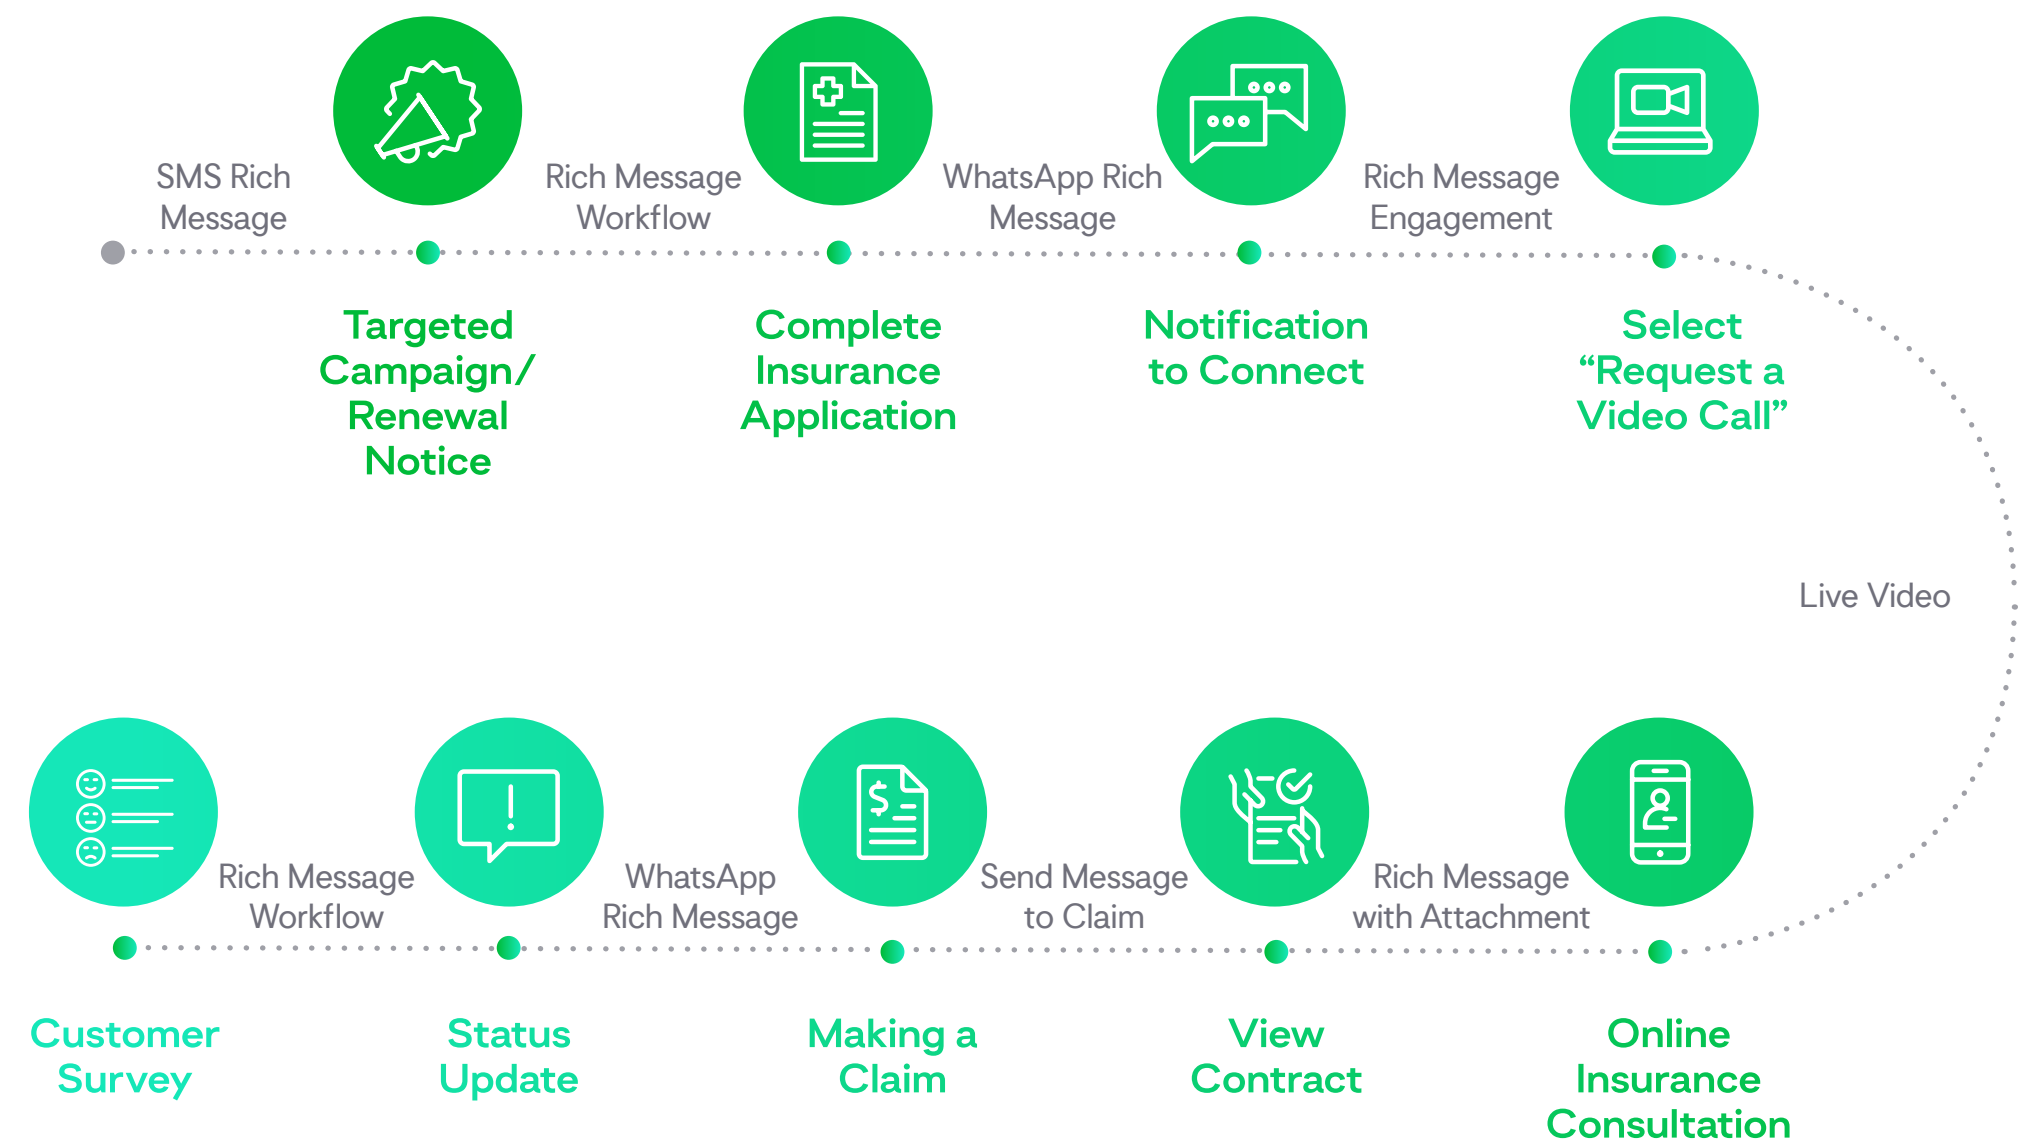 SMS Rich
Message
Rich Message
Workflow
WhatsApp Rich
Message
Rich Message
Engagement
Targeted
Campaign/
Renewal
Notice
Complete
Insurance
Application
Notification
to Connect
Select
“Request a
Video Call”
Live Video
Rich Message
Workflow
WhatsApp
Rich Message
Send Message
to Claim
Rich Message
with Attachment
Customer
Survey
Status
Update
Making a
Claim
View
Contract
Online
Insurance
Consultation